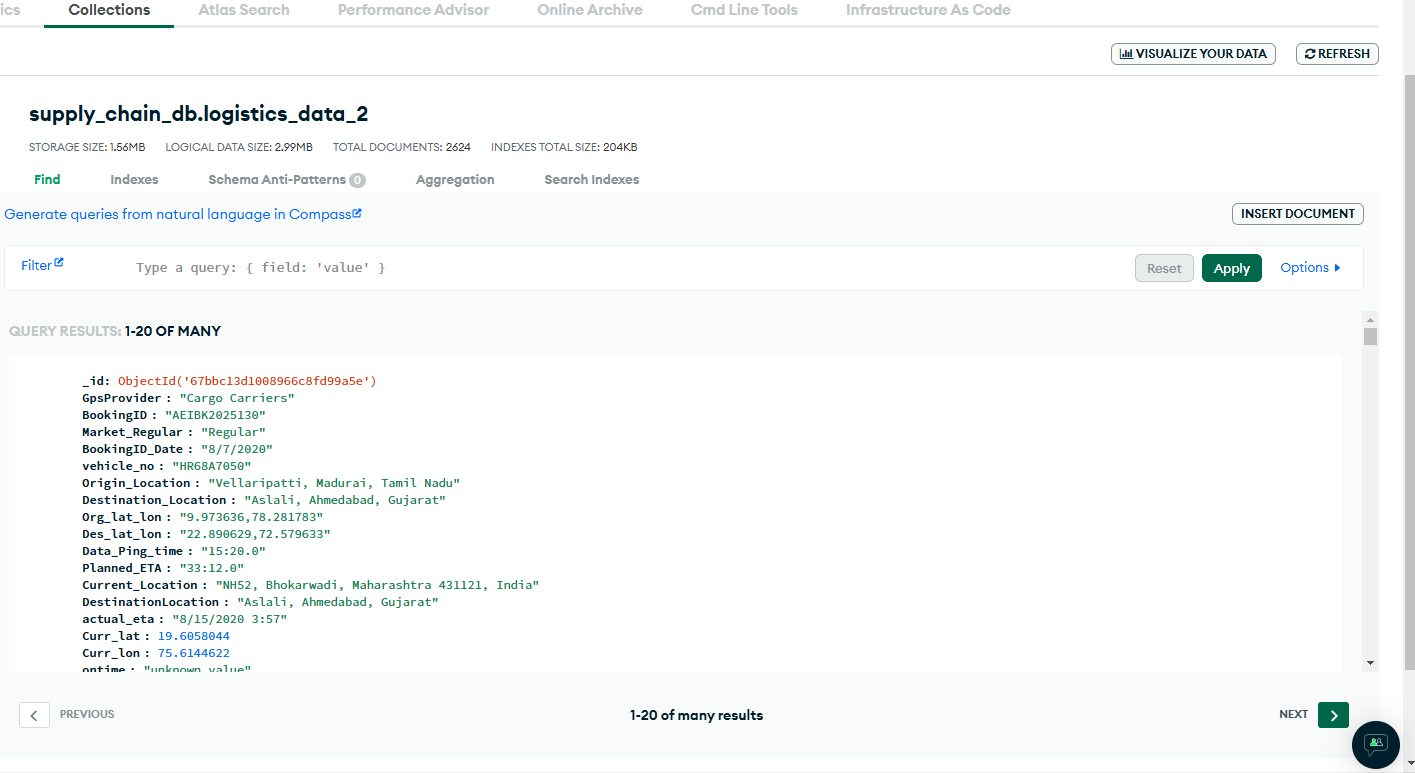 ics Collections Atlas Search Performance Advisor Online Archive Cmd Line Tools Infrastructure As Code
VISUALIZE YOUR DATA REFRESH
supply_chain_db.logistics_data_2
STORAGE SIZE: 1.56MB LOGICAL DATA SIZE: 2.99MB TOTAL DOCUMENTS: 2624 INDEXES TOTAL SIZE: 204KB
Find Indexes Schema Anti-Patterns 0 Aggregation Search Indexes
Generate queries from natural language in Compass INSERT DOCUMENT
Filter Type a query: { field: 'value' } Reset Apply Options
QUERY RESULTS: 1-20 OF MANY
_id: ObjectId('67bbc13d1008966c8fd99a5e')
GpsProvider : "Cargo Carriers"
BookingID : "AEIBK2025130"
Market_Regular : "Regular"
BookingID_Date : "8/7/2020"
vehicle_no : "HR68A7050"
Origin_Location : "Vellaripatti, Madurai, Tamil Nadu"
Destination_Location : "Aslali, Ahmedabad, Gujarat"
Org_lat_lon : "9.973636,78.281783"
Des_lat_lon : "22.890629,72.579633"
Data_Ping_time : "15:20.0"
Planned_ETA : "33:12.0"
Current_Location : "NH52, Bhokarwadi, Maharashtra 431121, India"
DestinationLocation : "Aslali, Ahmedabad, Gujarat"
actual_eta : "8/15/2020 3:57"
Curr_lat : 19.6058044
Curr_lon : 75.6144622
ontime : "unknown value"
PREVIOUS 1-20 of many results NEXT